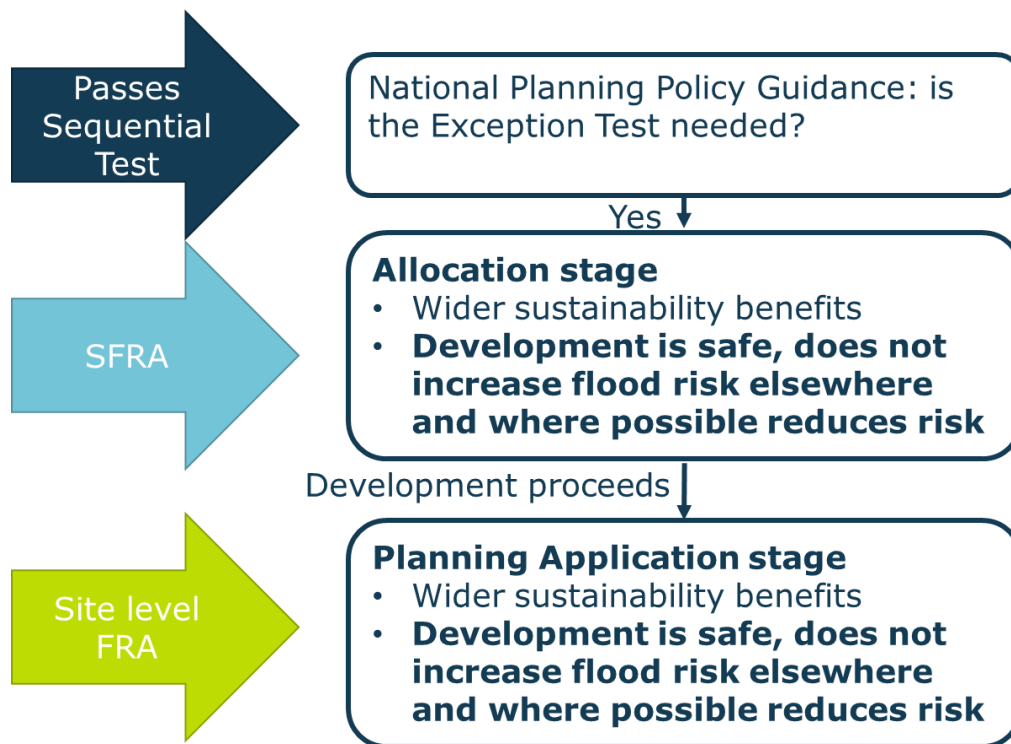 Passes
Sequential
Test
National Planning Policy Guidance: is
the Exception Test needed?
Yes
SFRA
Allocation stage
• Wider sustainability benefits
• Development is safe, does not
increase flood risk elsewhere
and where possible reduces risk
Development proceeds
Site level
FRA
Planning Application stage
• Wider sustainability benefits
• Development is safe, does not
increase flood risk elsewhere
and where possible reduces risk